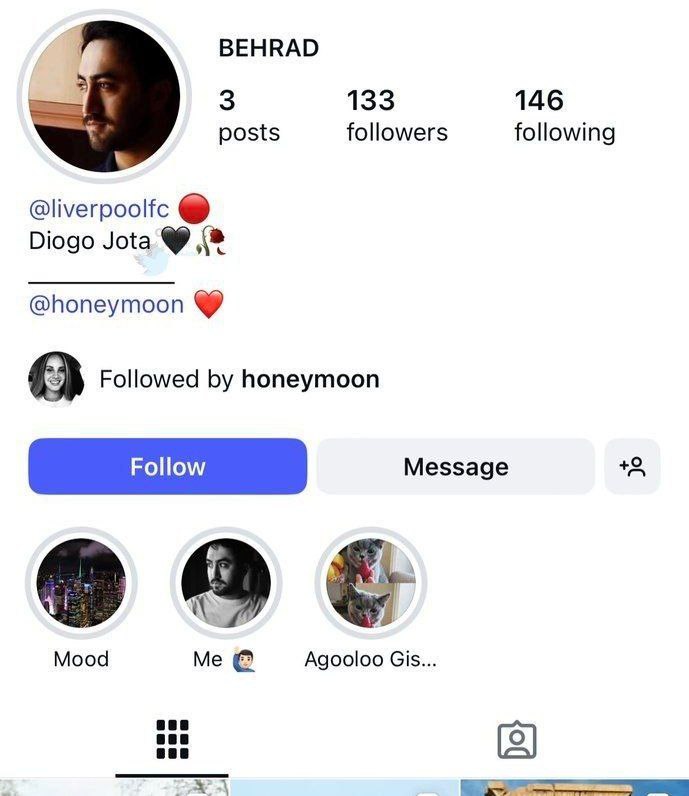 BEHRAD
3 133 146
posts followers following
@liverpoolfc 🔴
Diogo Jota 🖤🥀
@honeymoon ❤️
Followed by honeymoon
Follow Message
Mood Me 🙋🏻‍♂️ Agooloo Gis...